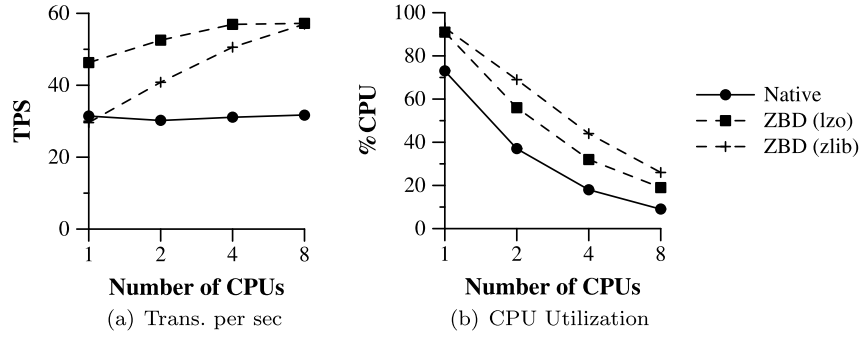 60
40
20
0
TPS
1 2 4 8
Number of CPUs
(a) Trans. per sec
100
80
60
40
20
0
%CPU
1 2 4 8
Number of CPUs
(b) CPU Utilization
Native
ZBD (lzo)
ZBD (zlib)